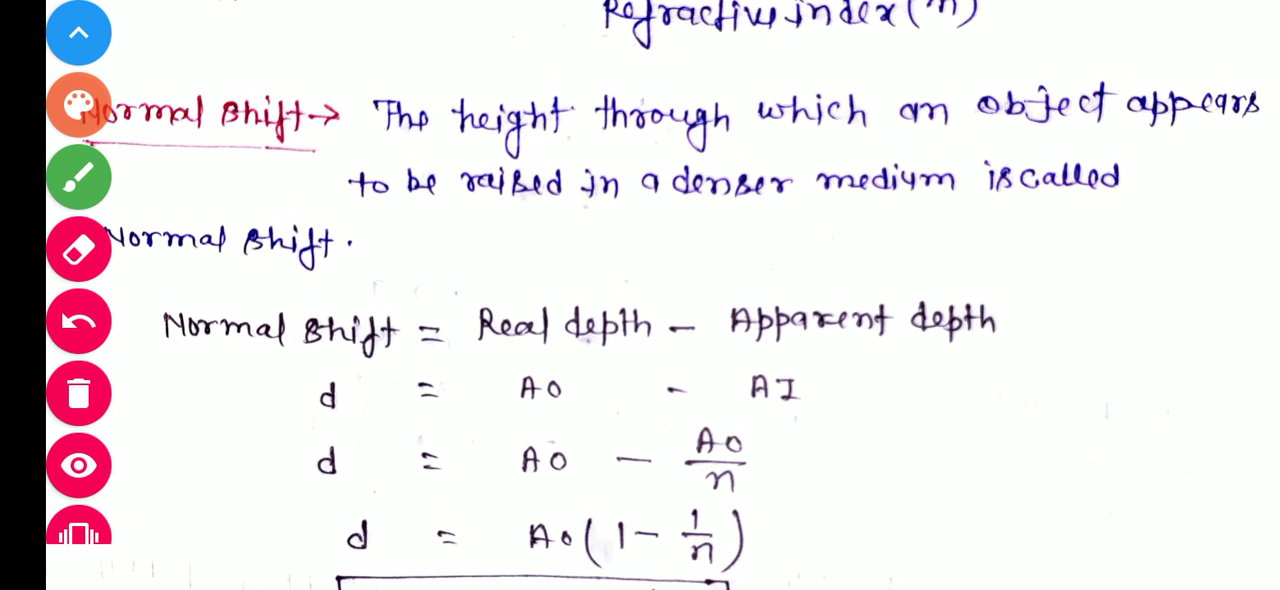 Refractive index (n)
Normal shift → The height through which an object appears
to be raised in a denser medium is called
Normal shift.
Normal shift = Real depth - Apparent depth
d = AO - AI
d = AO - AO/n
d = AO(1 - 1/n)